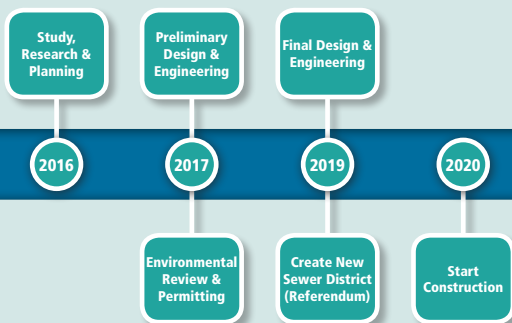 Study,
Research &
Planning
Preliminary
Design &
Engineering
Final Design &
Engineering
2016
2017
2019
2020
Environmental
Review &
Permitting
Create New
Sewer District
(Referendum)
Start
Construction